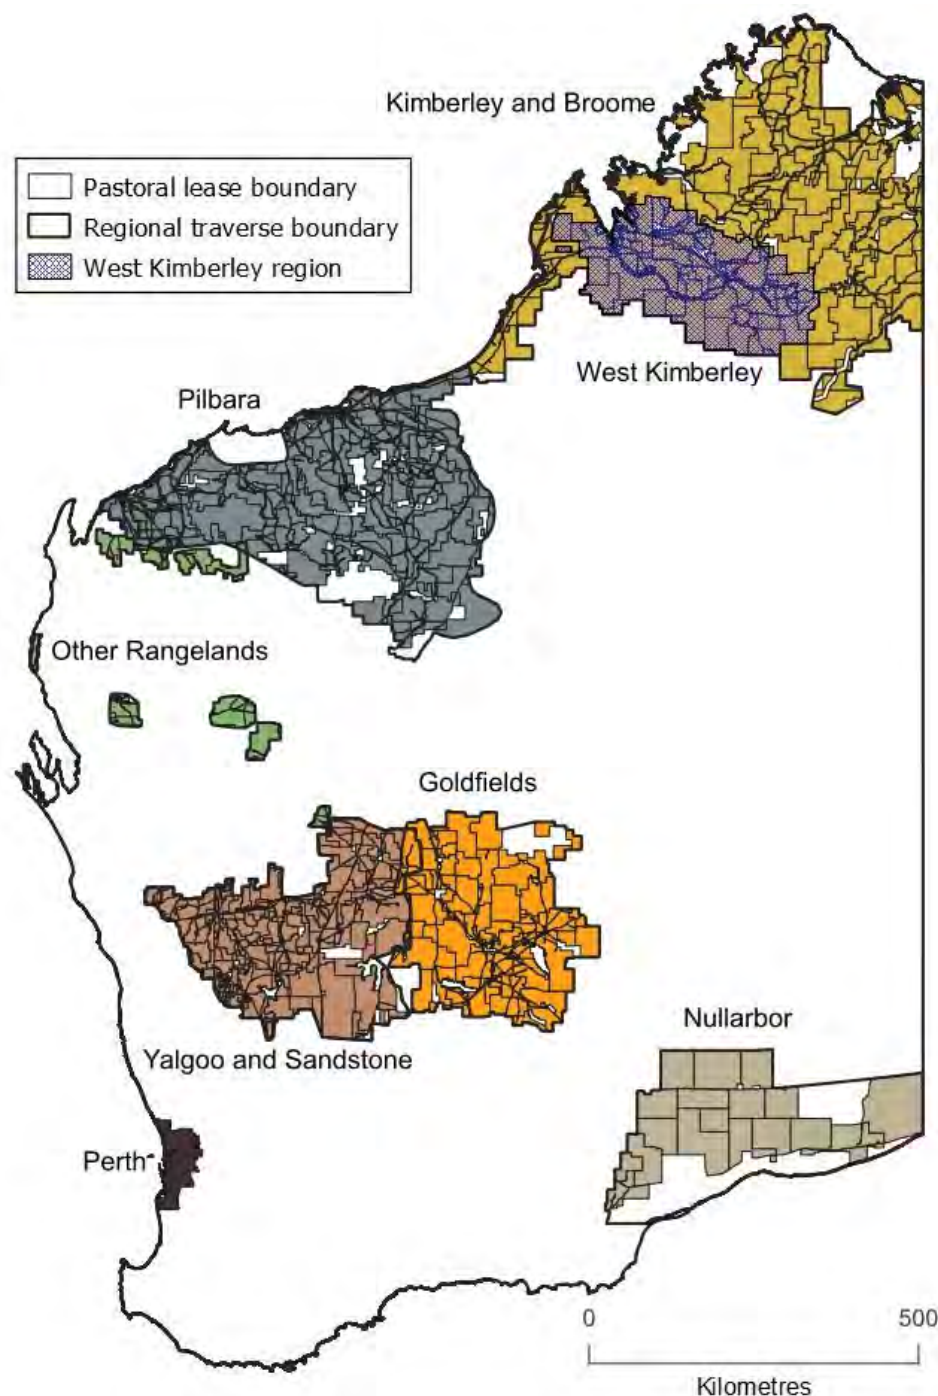 Kimberley and Broome
Pastoral lease boundary
Regional traverse boundary
West Kimberley region
West Kimberley
Pilbara
Other Rangelands
Goldfields
Nullarbor
Yalgoo and Sandstone
Perth
0 500
Kilometres